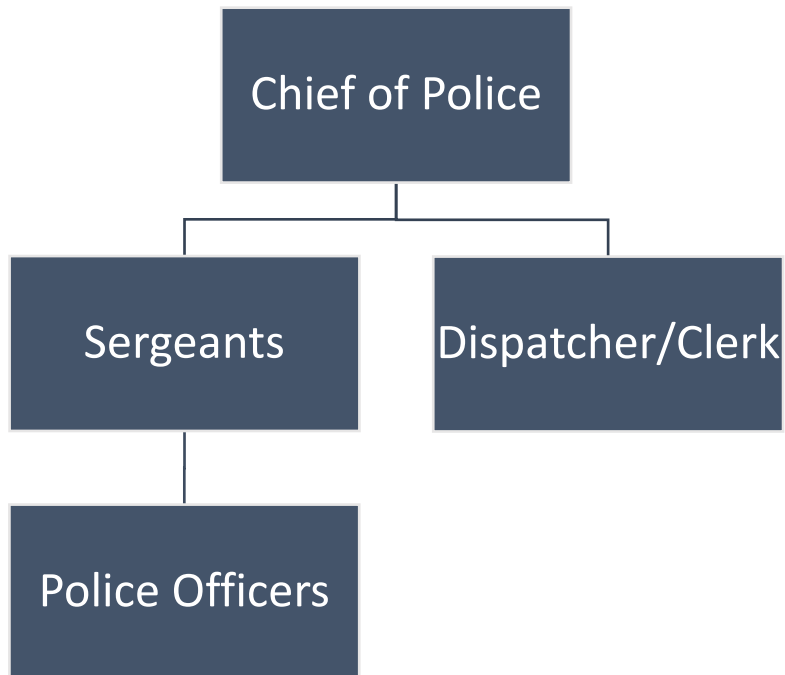 Chief of Police
Sergeants
Dispatcher/Clerk
Police Officers